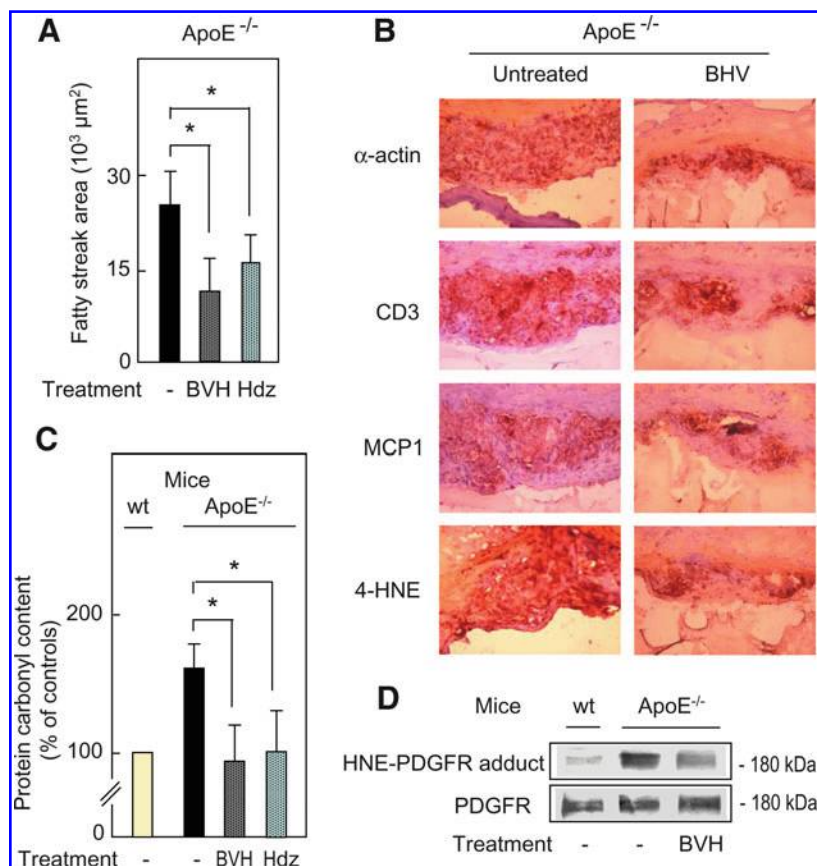 A
ApoE -/-
Fatty streak area (10³ µm²)
30
15
0
Treatment - BVH Hdz
* *
B
ApoE -/-
Untreated BHV
α-actin
CD3
MCP1
4-HNE
C
Mice
wt ApoE-/-
Protein carbonyl content
(% of controls)
200
100
0
* *
Treatment - - BVH Hdz
D
Mice wt ApoE-/-
HNE-PDGFR adduct - 180 kDa
PDGFR - 180 kDa
Treatment - - BVH